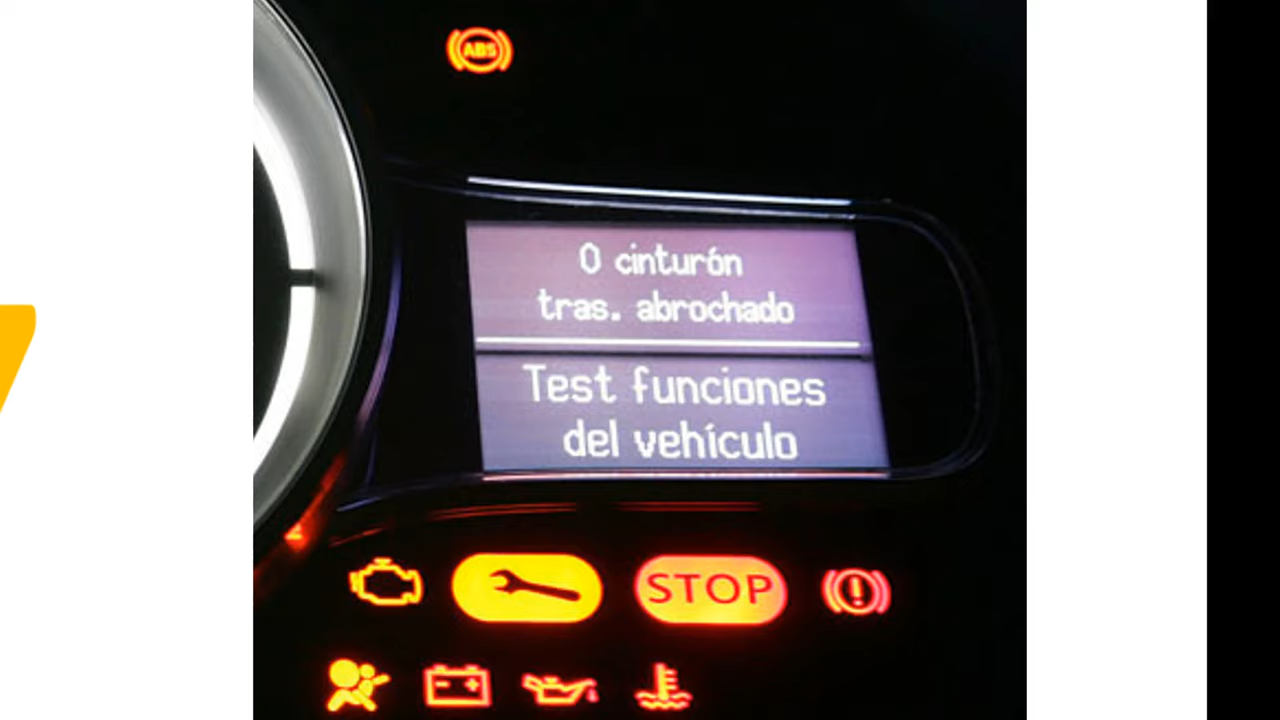 ABS
0 cinturón
tras. abrochado
Test funciones
del vehículo
STOP